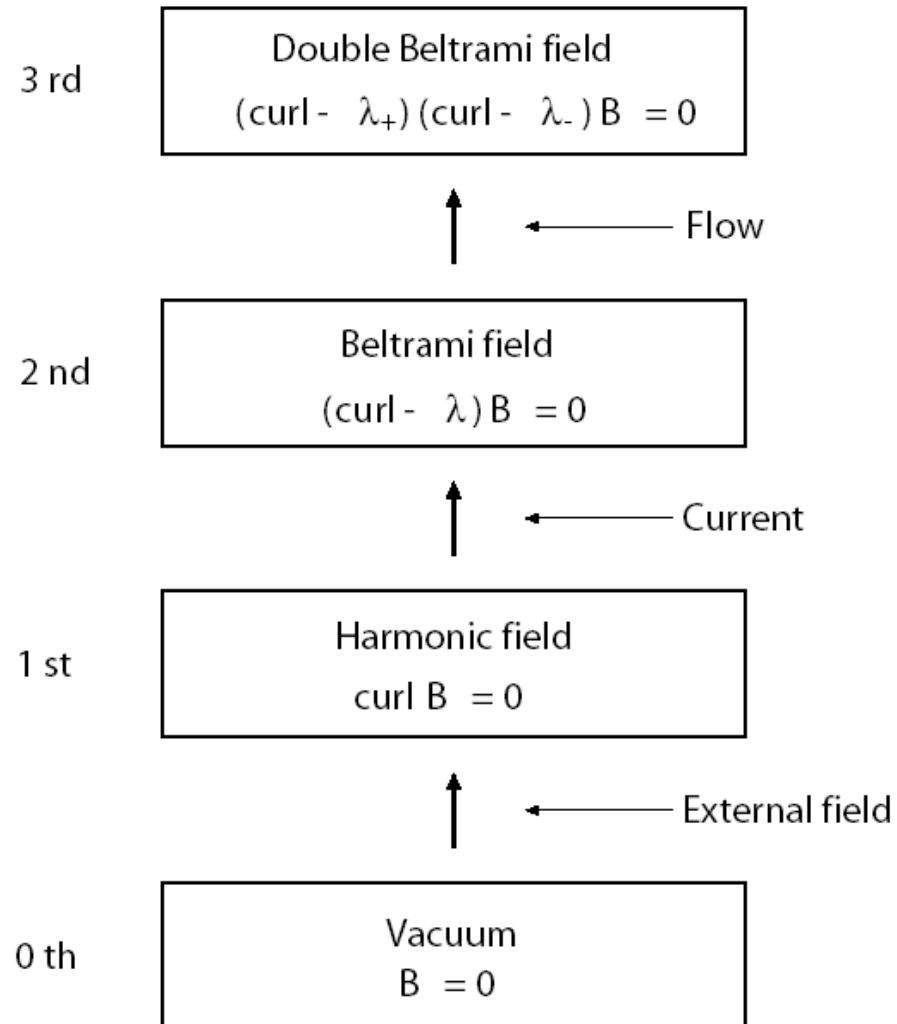 3 rd
Double Beltrami field
(curl - λ+) (curl - λ-) B = 0
Flow
2 nd
Beltrami field
(curl - λ) B = 0
Current
1 st
Harmonic field
curl B = 0
External field
0 th
Vacuum
B = 0